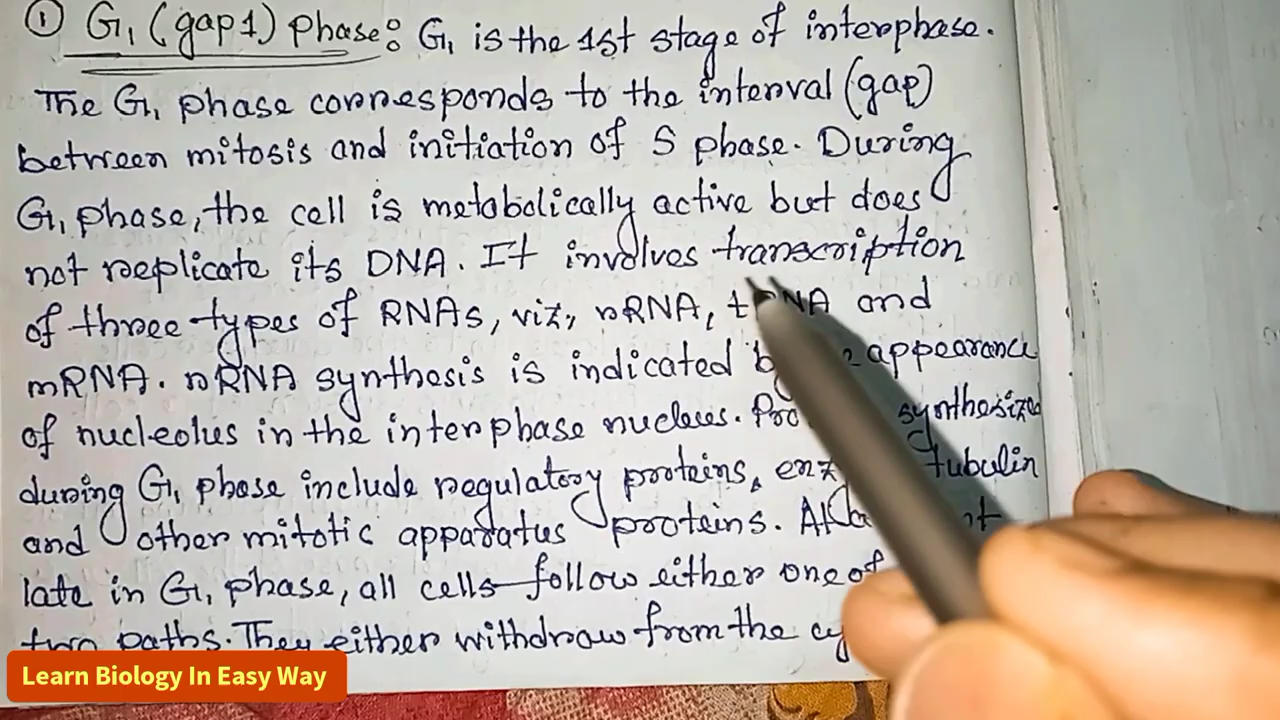 ① G1 (gap1) Phase: G1 is the 1st stage of interphase.
The G1 phase corresponds to the interval (gap)
between mitosis and initiation of S phase. During
G1 phase, the cell is metabolically active but does
not replicate its DNA. It involves transcription
of three types of RNAs, viz, rRNA, tRNA and
mRNA. rRNA synthesis is indicated appearance
of nucleolus in the interphase nucleus. synthesized
during G1 phase include regulatory proteins, tubulin
and other mitotic apparatus proteins.
late in G1 phase, all cells follow either one of
two paths. They either withdraw from the
Learn Biology In Easy Way